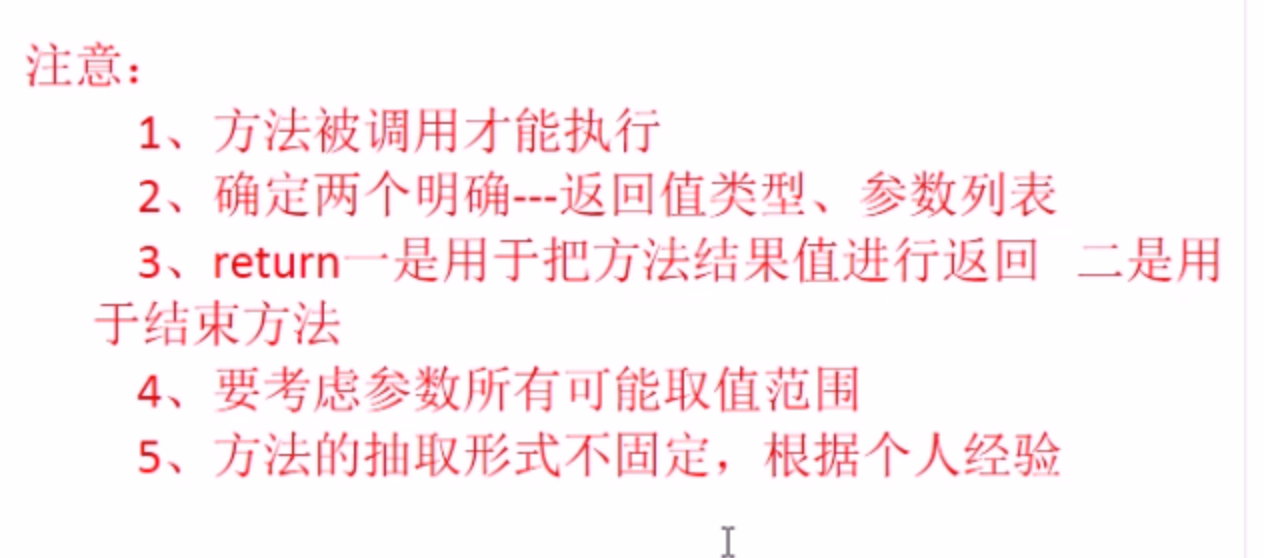 注意：
1、方法被调用才能执行
2、确定两个明确---返回值类型、参数列表
3、return一是用于把方法结果值进行返回  二是用
于结束方法
4、要考虑参数所有可能取值范围
5、方法的抽取形式不固定，根据个人经验